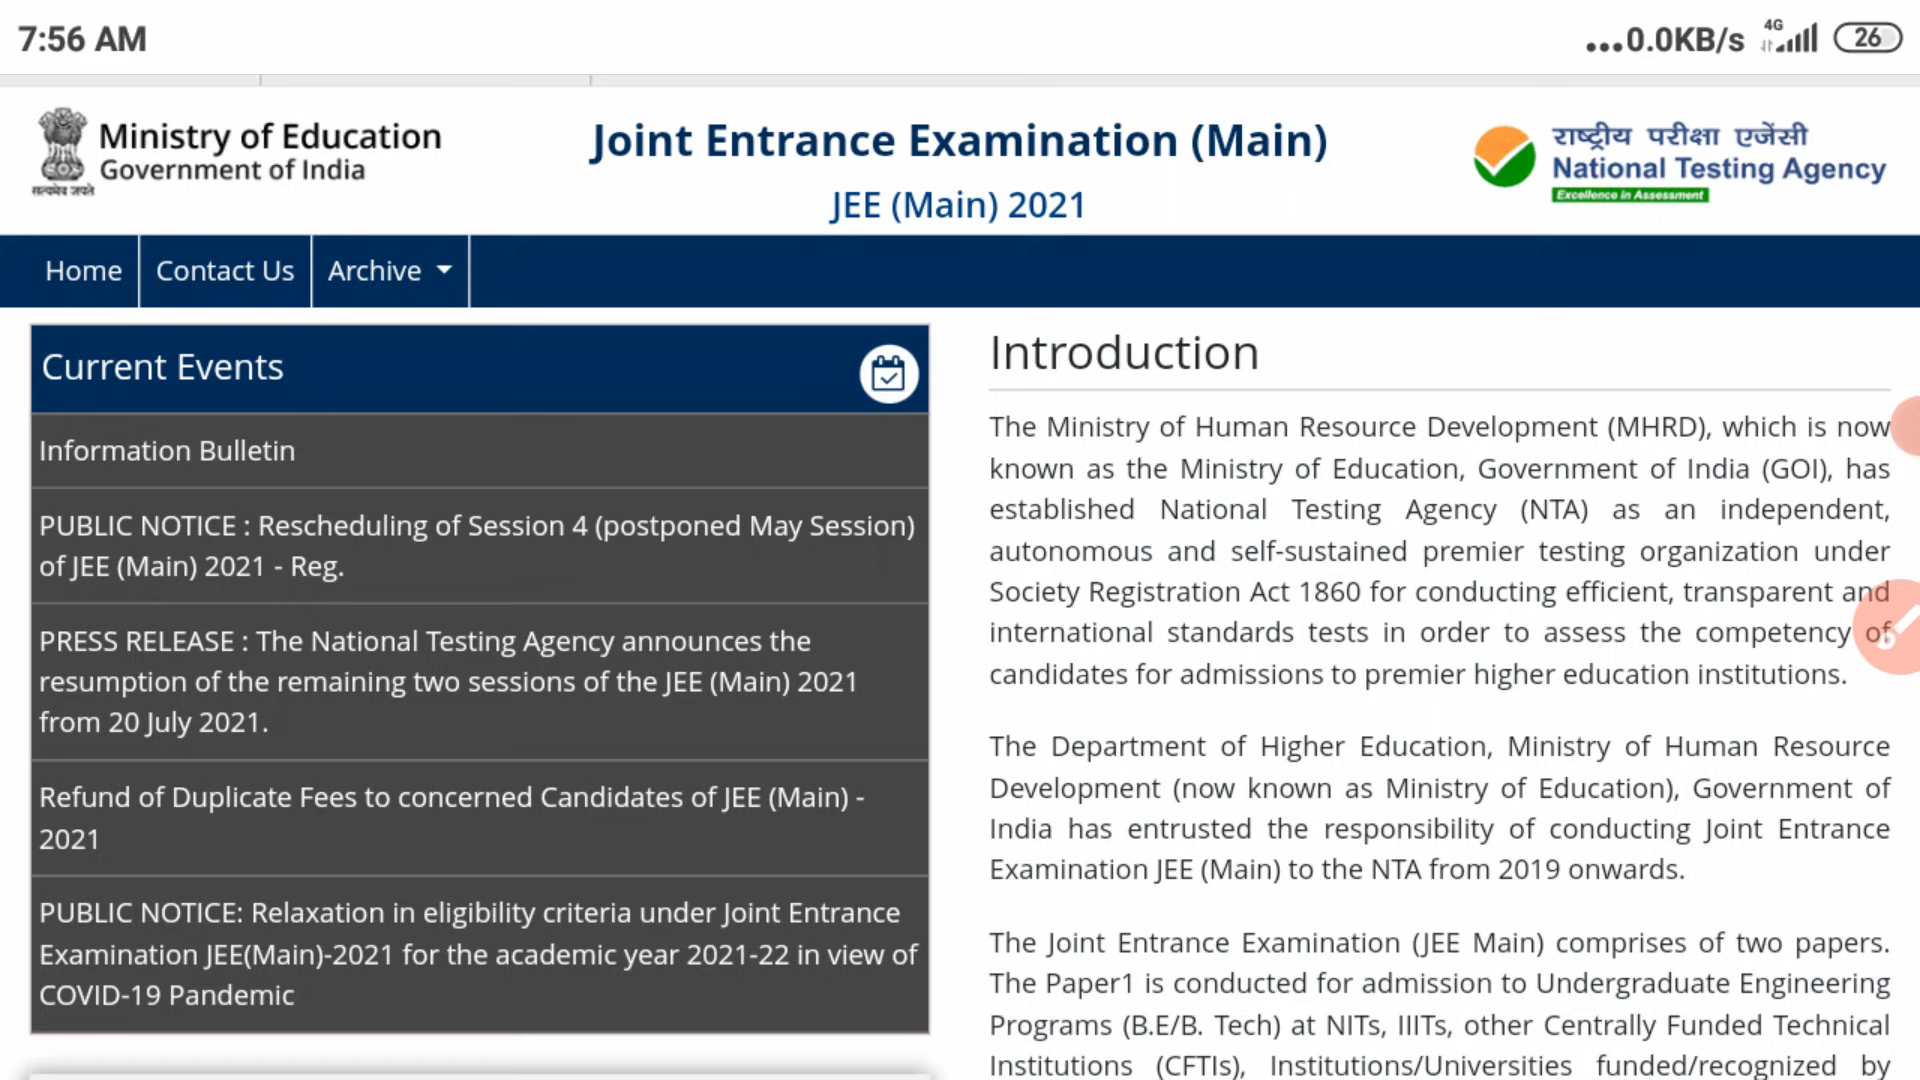 7:56 AM
...0.0KB/s 4G 26
Ministry of Education
Government of India
सत्यमेव जयते
Joint Entrance Examination (Main)
JEE (Main) 2021
राष्ट्रीय परीक्षा एजेंसी
National Testing Agency
Excellence in Assessment
Home Contact Us Archive
Current Events
Information Bulletin
PUBLIC NOTICE : Rescheduling of Session 4 (postponed May Session)
of JEE (Main) 2021 - Reg.
PRESS RELEASE : The National Testing Agency announces the
resumption of the remaining two sessions of the JEE (Main) 2021
from 20 July 2021.
Refund of Duplicate Fees to concerned Candidates of JEE (Main) -
2021
PUBLIC NOTICE: Relaxation in eligibility criteria under Joint Entrance
Examination JEE(Main)-2021 for the academic year 2021-22 in view of
COVID-19 Pandemic
Introduction
The Ministry of Human Resource Development (MHRD), which is now
known as the Ministry of Education, Government of India (GOI), has
established National Testing Agency (NTA) as an independent,
autonomous and self-sustained premier testing organization under
Society Registration Act 1860 for conducting efficient, transparent and
international standards tests in order to assess the competency of
candidates for admissions to premier higher education institutions.
The Department of Higher Education, Ministry of Human Resource
Development (now known as Ministry of Education), Government of
India has entrusted the responsibility of conducting Joint Entrance
Examination JEE (Main) to the NTA from 2019 onwards.
The Joint Entrance Examination (JEE Main) comprises of two papers.
The Paper1 is conducted for admission to Undergraduate Engineering
Programs (B.E/B. Tech) at NITs, IIITs, other Centrally Funded Technical
Institutions (CFTIs), Institutions/Universities funded/recognized by